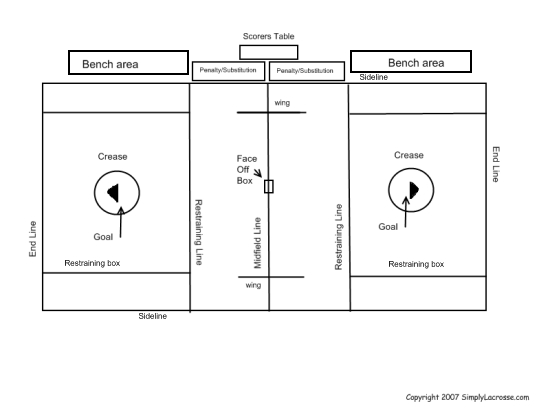 Scorers Table
Bench area
Penalty/Substitution
Penalty/Substitution
Bench area
Sideline
wing
Crease
Face
Off
Box
Crease
End Line
Goal
Goal
End Line
Restraining Line
Midfield Line
Restraining Line
Restraining box
Restraining box
wing
Sideline
Copyright 2007 SimplyLacrosse.com